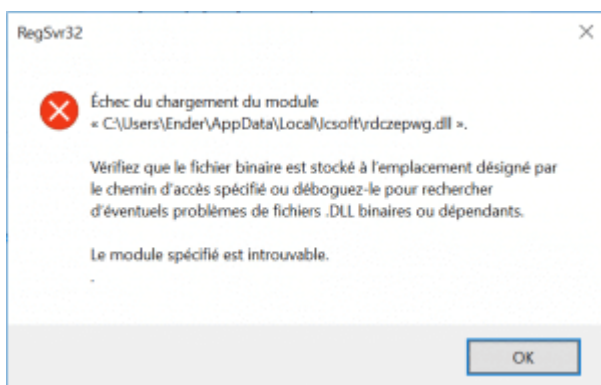 RegSvr32
Échec du chargement du module
« C:\Users\Ender\AppData\Local\Jcsoft\rdczepwg.dll ».
Vérifiez que le fichier binaire est stocké à l'emplacement désigné par
le chemin d'accès spécifié ou déboguez-le pour rechercher
d'éventuels problèmes de fichiers .DLL binaires ou dépendants.
Le module spécifié est introuvable.
.
OK